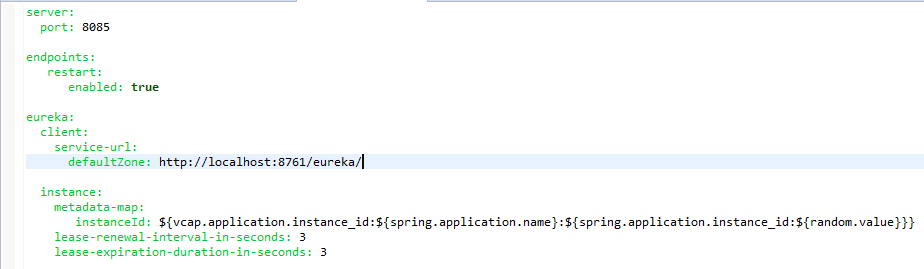 server:
  port: 8085

endpoints:
   restart:
      enabled: true

eureka:
  client:
    service-url:
      defaultZone: http://localhost:8761/eureka/

  instance:
    metadata-map:
       instanceId: ${vcap.application.instance_id:${spring.application.name}:${spring.application.instance_id:${random.value}}}
    lease-renewal-interval-in-seconds: 3
    lease-expiration-duration-in-seconds: 3